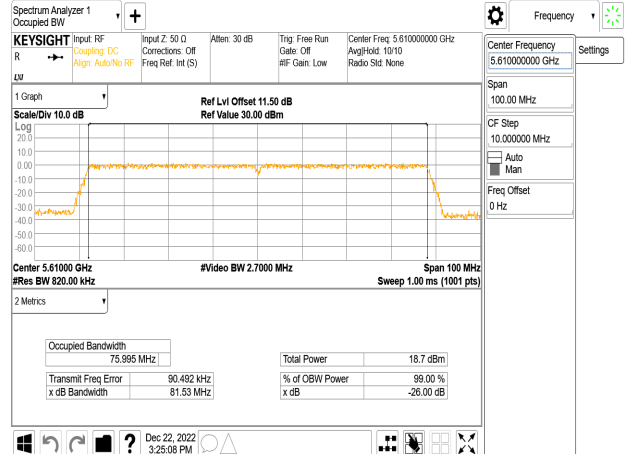 Spectrum Analyzer 1
Occupied BW
Frequency
KEYSIGHT Input: RF Input Z: 50 Ω Atten: 30 dB Trig: Free Run Center Freq: 5.610000000 GHz
R Coupling: DC Corrections: Off Gate: Off Avg|Hold: 10/10
Align: Auto/No RF Freq Ref: Int (S) #IF Gain: Low Radio Std: None
LXI
Center Frequency
5.610000000 GHz
Settings
Span
100.00 MHz
CF Step
10.000000 MHz
Auto
Man
Freq Offset
0 Hz
1 Graph
Ref Lvl Offset 11.50 dB
Scale/Div 10.0 dB Ref Value 30.00 dBm
Log
20.0
10.0
0.00
-10.0
-20.0
-30.0
-40.0
-50.0
-60.0
Center 5.61000 GHz #Video BW 2.7000 MHz Span 100 MHz
#Res BW 820.00 kHz Sweep 1.00 ms (1001 pts)
2 Metrics
Occupied Bandwidth
75.995 MHz Total Power 18.7 dBm
Transmit Freq Error 90.492 kHz % of OBW Power 99.00 %
x dB Bandwidth 81.53 MHz x dB -26.00 dB
? Dec 22, 2022
3:25:08 PM